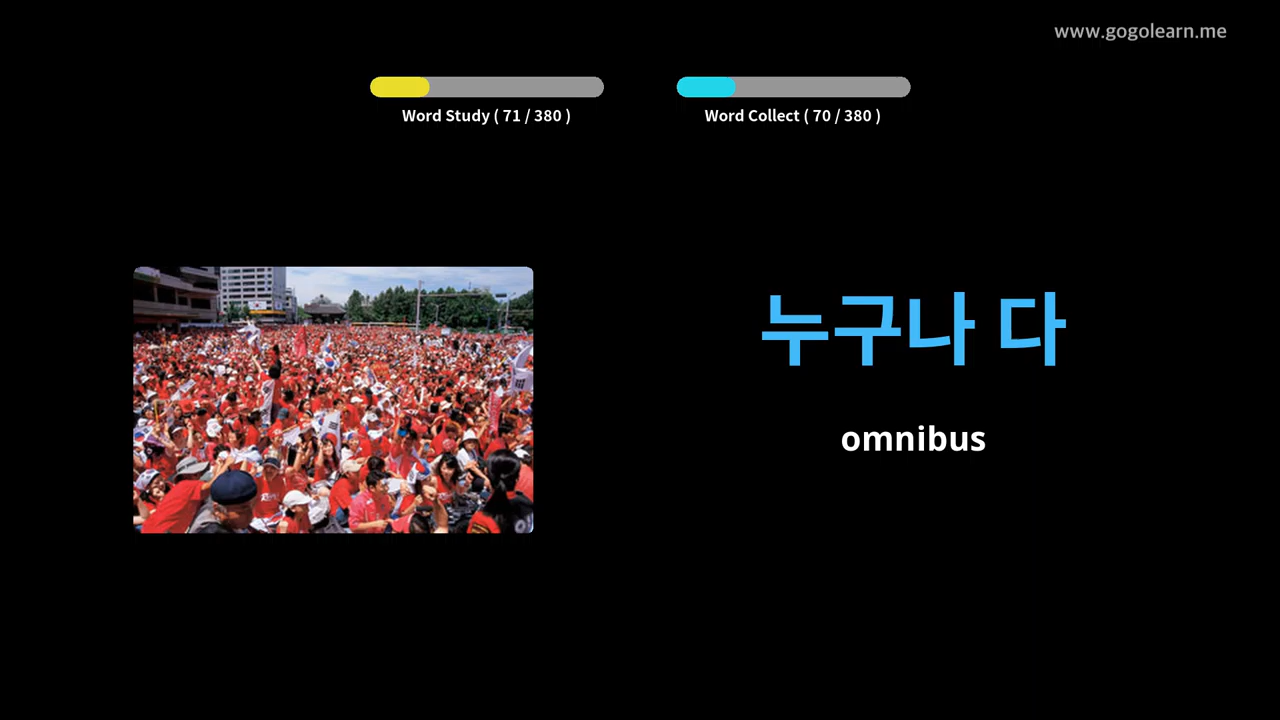 www.gogolearn.me
Word Study ( 71 / 380 )
Word Collect ( 70 / 380 )
누구나 다
omnibus